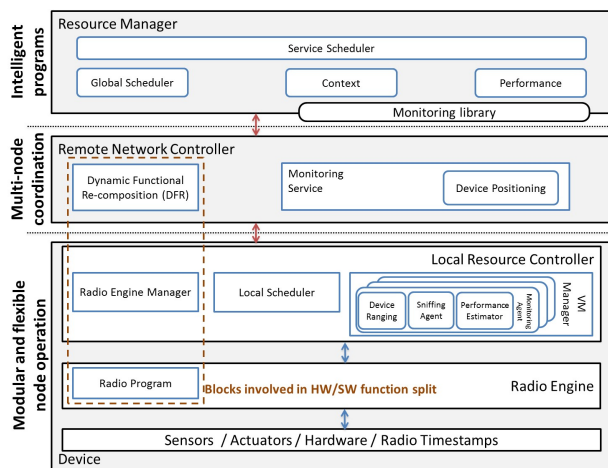 Intelligent
programs
Resource Manager
Service Scheduler
Global Scheduler
Context
Performance
Monitoring library
Multi-node
coordination
Remote Network Controller
Dynamic Functional
Re-composition (DFR)
Monitoring
Service
Device Positioning
Modular and flexible
node operation
Local Resource Controller
Radio Engine Manager
Local Scheduler
Device
Ranging
Sniffing
Agent
Performance
Estimator
Monitoring
Agent
VM
Manager
Radio Program
Blocks involved in HW/SW function split
Radio Engine
Sensors / Actuators / Hardware / Radio Timestamps
Device